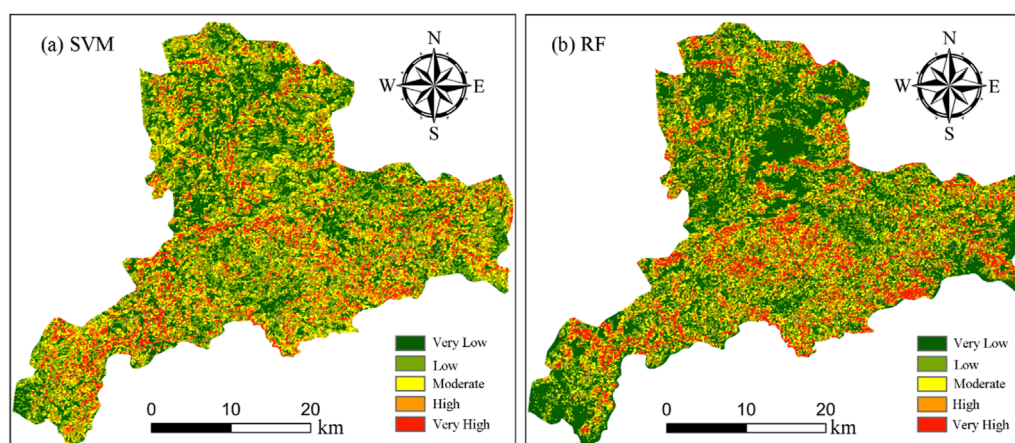 (a) SVM
N
W E
S
Very Low
Low
Moderate
High
Very High
0 10 20
km
(b) RF
N
W E
S
Very Low
Low
Moderate
High
Very High
0 10 20
km